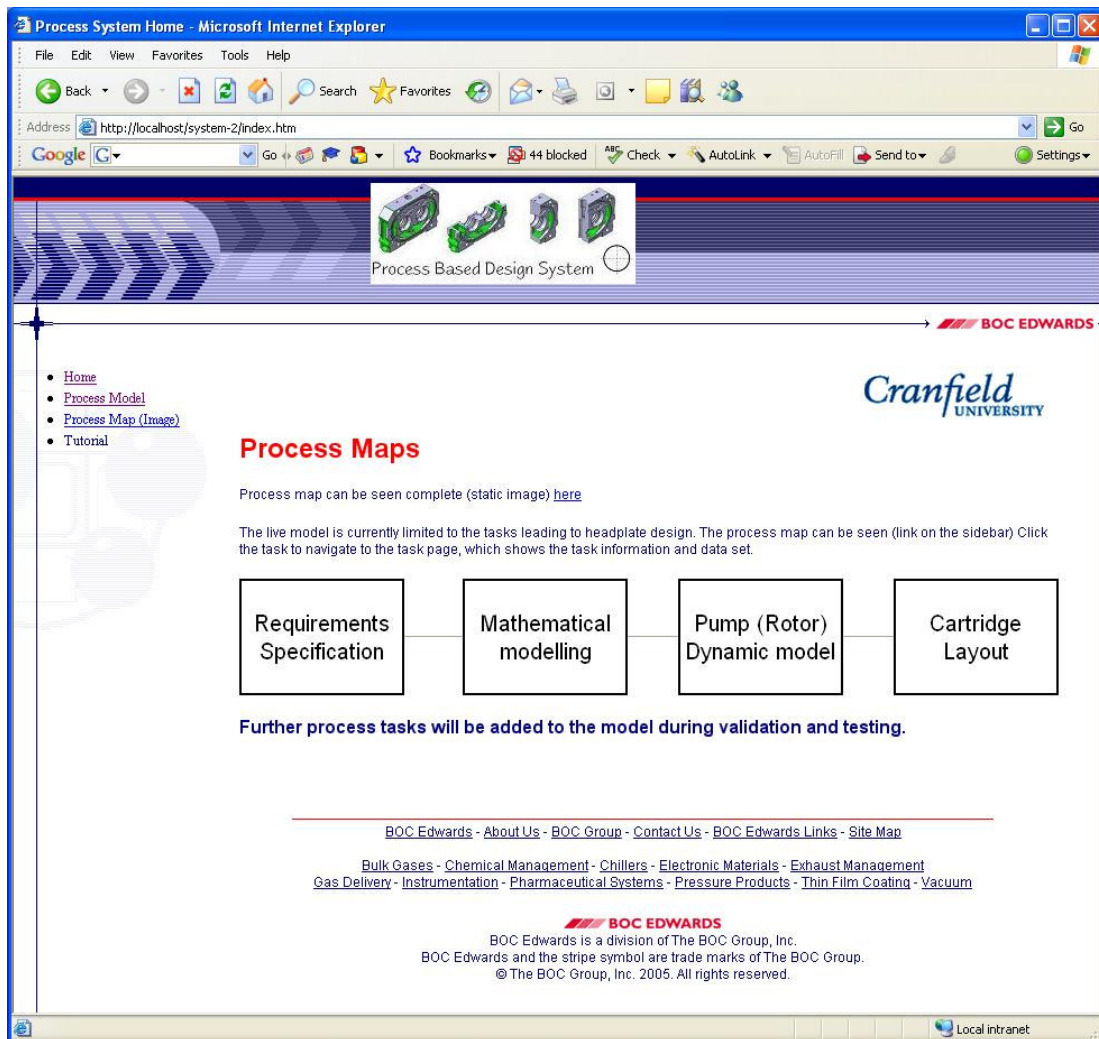 Process System Home - Microsoft Internet Explorer
File Edit View Favorites Tools Help
Back Search Favorites
Address http://localhost/system-2/index.htm Go
Google G Go Bookmarks 44 blocked ABC Check AutoLink AutoFill Send to Settings
Process Based Design System
BOC EDWARDS
Home
Process Model
Process Map (Image)
Tutorial
Cranfield
UNIVERSITY
Process Maps
Process map can be seen complete (static image) here
The live model is currently limited to the tasks leading to headplate design. The process map can be seen (link on the sidebar) Click
the task to navigate to the task page, which shows the task information and data set.
Requirements
Specification
Mathematical
modelling
Pump (Rotor)
Dynamic model
Cartridge
Layout
Further process tasks will be added to the model during validation and testing.
BOC Edwards - About Us - BOC Group - Contact Us - BOC Edwards Links - Site Map
Bulk Gases - Chemical Management - Chillers - Electronic Materials - Exhaust Management
Gas Delivery - Instrumentation - Pharmaceutical Systems - Pressure Products - Thin Film Coating - Vacuum
BOC EDWARDS
BOC Edwards is a division of The BOC Group, Inc.
BOC Edwards and the stripe symbol are trade marks of The BOC Group.
© The BOC Group, Inc. 2005. All rights reserved.
Local intranet